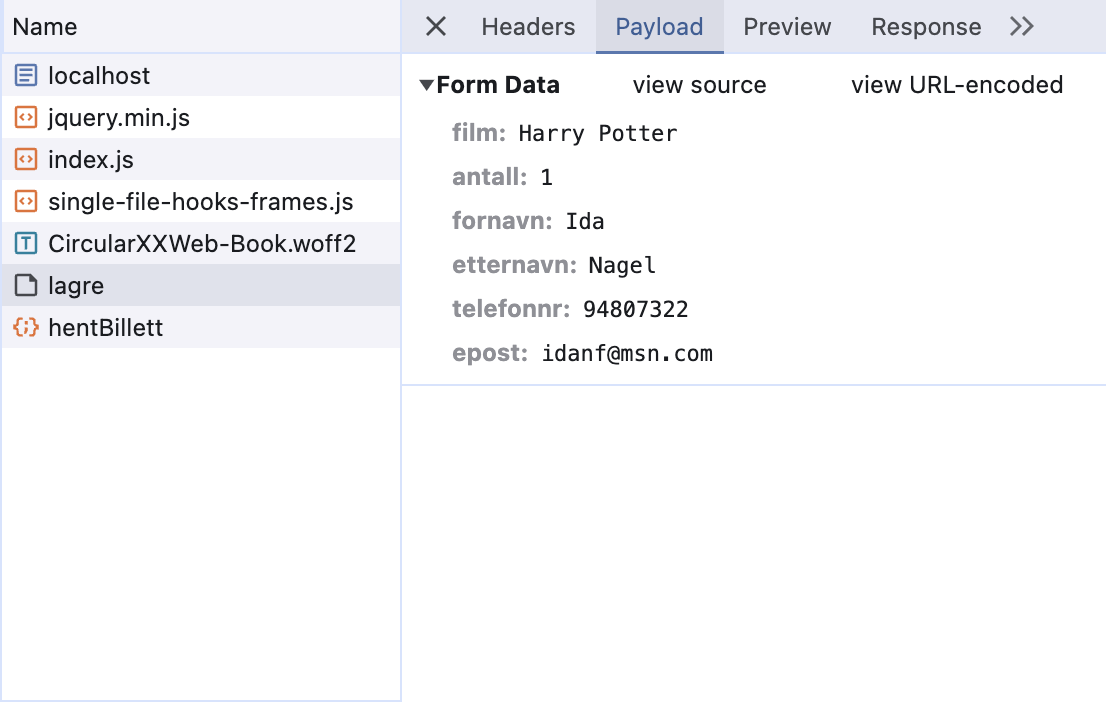 Name
localhost
jquery.min.js
index.js
single-file-hooks-frames.js
CircularXXWeb-Book.woff2
lagre
hentBillett
Headers Payload Preview Response
Form Data view source view URL-encoded
film: Harry Potter
antall: 1
fornavn: Ida
etternavn: Nagel
telefonnr: 94807322
epost: idanf@msn.com